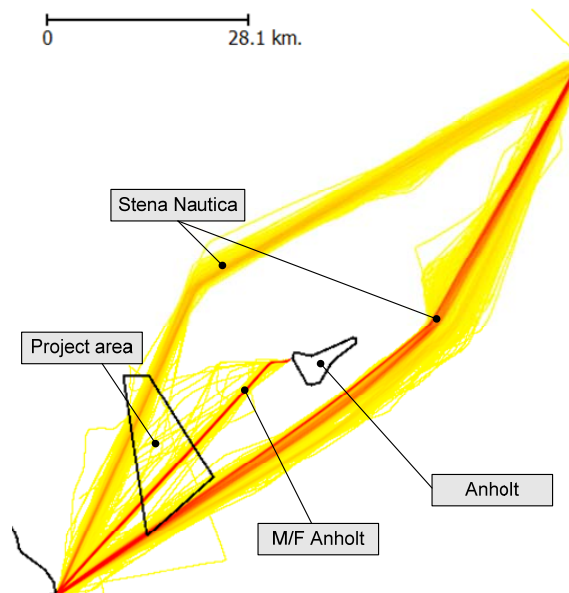 0
28.1 km.
Stena Nautica
Project area
Anholt
M/F Anholt